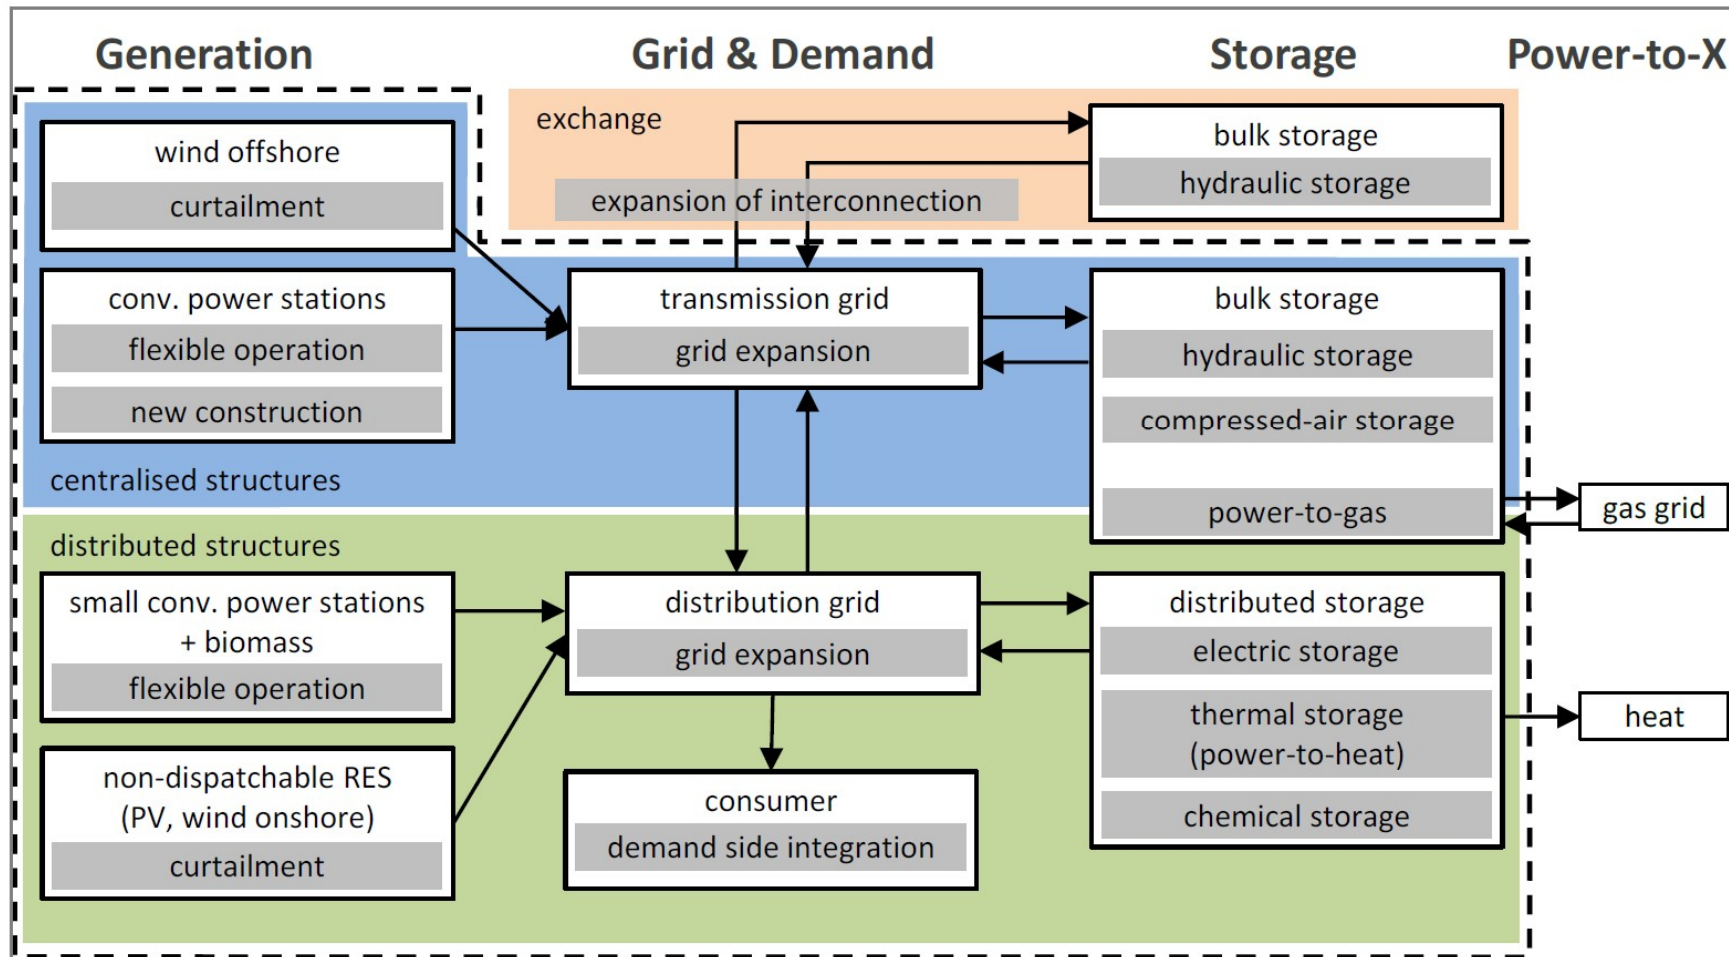 Generation
Grid & Demand
Storage
Power-to-X
exchange
wind offshore
curtailment
bulk storage
hydraulic storage
expansion of interconnection
conv. power stations
flexible operation
new construction
transmission grid
grid expansion
bulk storage
hydraulic storage
compressed-air storage
power-to-gas
gas grid
centralised structures
distributed structures
small conv. power stations
+ biomass
flexible operation
distribution grid
grid expansion
distributed storage
electric storage
thermal storage
(power-to-heat)
chemical storage
heat
non-dispatchable RES
(PV, wind onshore)
curtailment
consumer
demand side integration